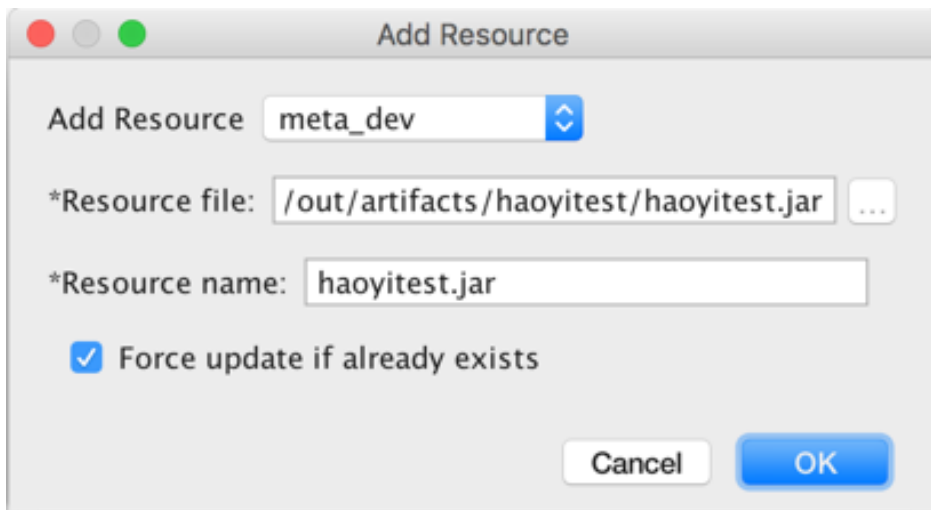 Add Resource
Add Resource meta_dev
*Resource file: /out/artifacts/haoyitest/haoyitest.jar ...
*Resource name: haoyitest.jar
Force update if already exists
Cancel OK